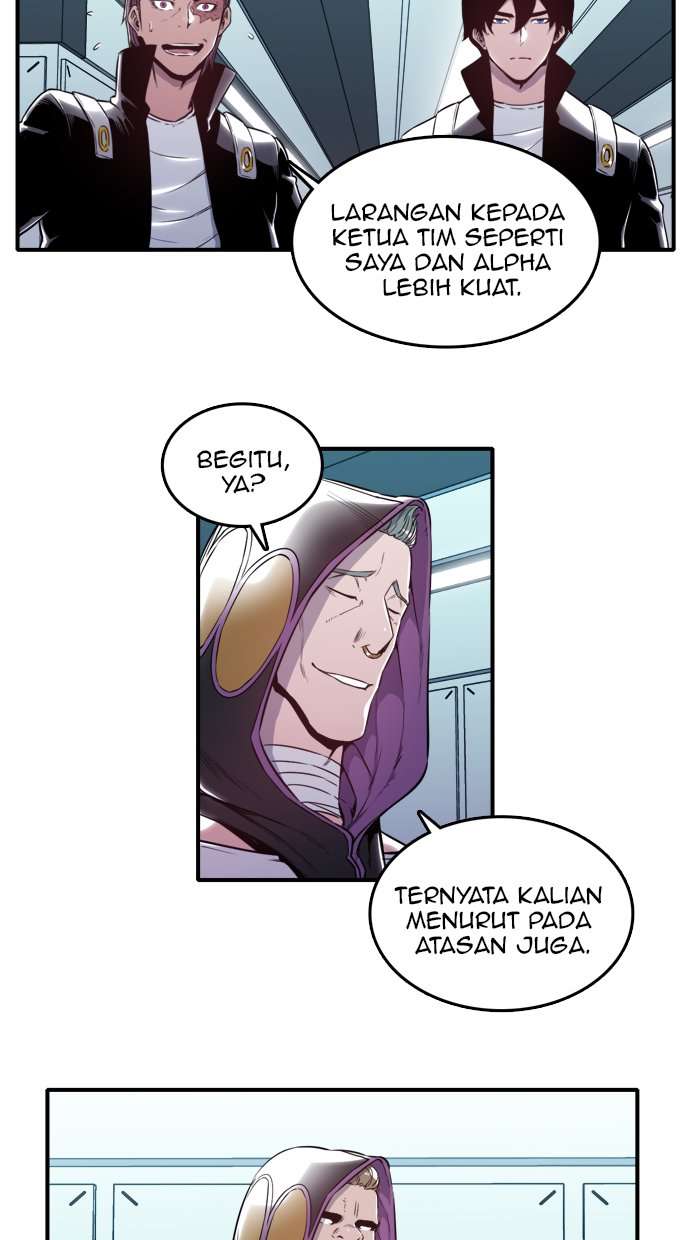 LARANGAN KEPADA
KETUA TIM SEPERTI
SAYA DAN ALPHA
LEBIH KUAT.
BEGITU,
YA?
TERNYATA KALIAN
MENURUT PADA
ATASAN JUGA.